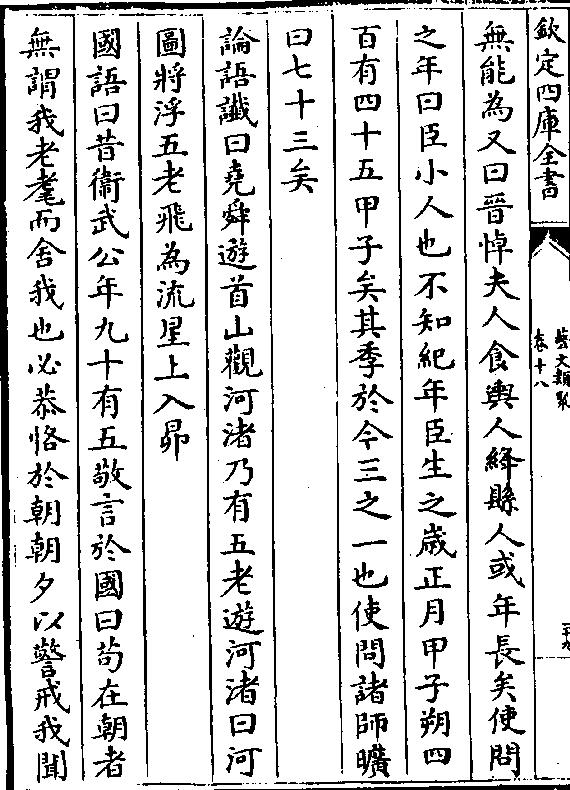 欽定四庫全書
藝文類聚
卷十八
無能為又曰晉悼夫人食輿人絳縣人或年長矣使問
之年曰臣小人也不知紀年臣生之歲正月甲子朔四
百有四十五甲子矣其季於今三之一也使問諸師曠
曰七十三矣
論語讖曰堯舜遊首山觀河渚乃有五老遊河渚曰河
圖將浮五老飛為流星上入昴
國語曰昔衛武公年九十有五敬言於國曰苟在朝者
無謂我老耄而舍我也必恭恪於朝朝夕以警戒我聞